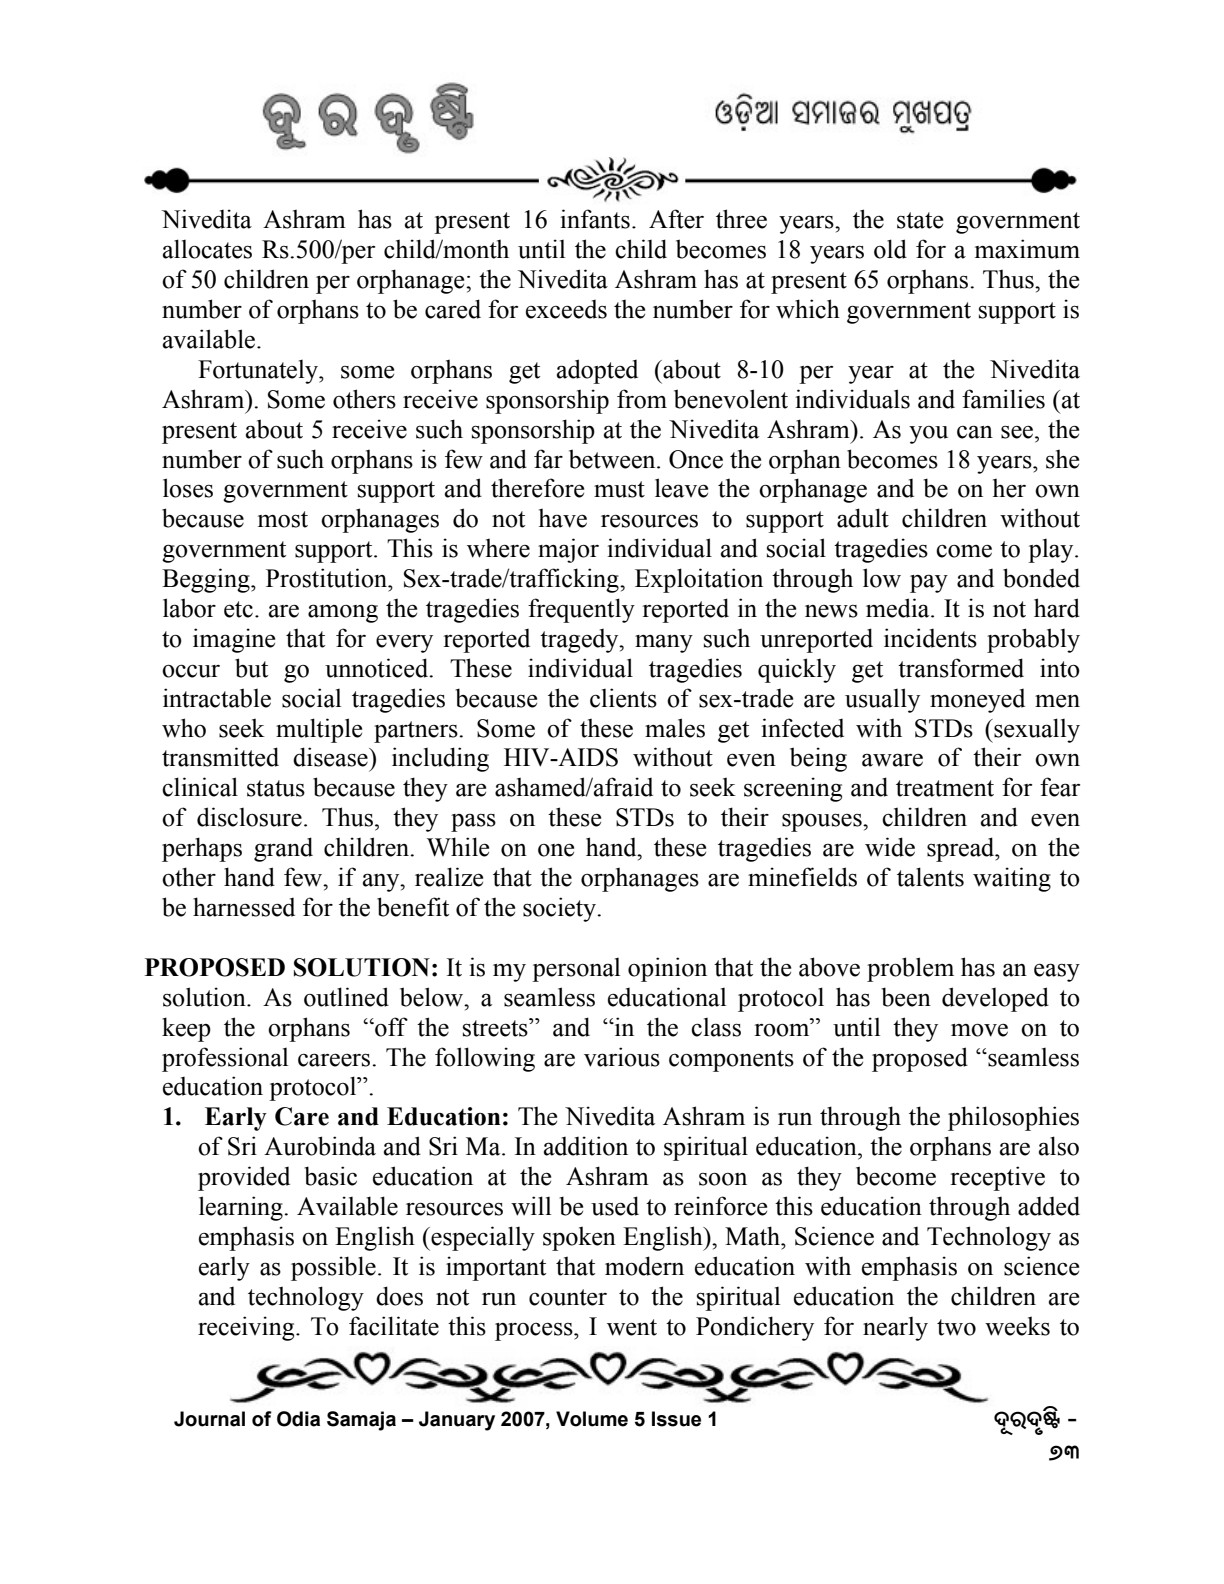 ଦୂରଦୃଷ୍ଟି
ଓଡ଼ିଆ ସମାଜର ମୁଖପତ୍ର
Nivedita Ashram has at present 16 infants. After three years, the state government
allocates Rs.500/per child/month until the child becomes 18 years old for a maximum
of 50 children per orphanage; the Nivedita Ashram has at present 65 orphans. Thus, the
number of orphans to be cared for exceeds the number for which government support is
available.
Fortunately, some orphans get adopted (about 8-10 per year at the Nivedita
Ashram). Some others receive sponsorship from benevolent individuals and families (at
present about 5 receive such sponsorship at the Nivedita Ashram). As you can see, the
number of such orphans is few and far between. Once the orphan becomes 18 years, she
loses government support and therefore must leave the orphanage and be on her own
because most orphanages do not have resources to support adult children without
government support. This is where major individual and social tragedies come to play.
Begging, Prostitution, Sex-trade/trafficking, Exploitation through low pay and bonded
labor etc. are among the tragedies frequently reported in the news media. It is not hard
to imagine that for every reported tragedy, many such unreported incidents probably
occur but go unnoticed. These individual tragedies quickly get transformed into
intractable social tragedies because the clients of sex-trade are usually moneyed men
who seek multiple partners. Some of these males get infected with STDs (sexually
transmitted disease) including HIV-AIDS without even being aware of their own
clinical status because they are ashamed/afraid to seek screening and treatment for fear
of disclosure. Thus, they pass on these STDs to their spouses, children and even
perhaps grand children. While on one hand, these tragedies are wide spread, on the
other hand few, if any, realize that the orphanages are minefields of talents waiting to
be harnessed for the benefit of the society.
PROPOSED SOLUTION: It is my personal opinion that the above problem has an easy
solution. As outlined below, a seamless educational protocol has been developed to
keep the orphans “off the streets” and “in the class room” until they move on to
professional careers. The following are various components of the proposed “seamless
education protocol”.
1. Early Care and Education: The Nivedita Ashram is run through the philosophies
of Sri Aurobinda and Sri Ma. In addition to spiritual education, the orphans are also
provided basic education at the Ashram as soon as they become receptive to
learning. Available resources will be used to reinforce this education through added
emphasis on English (especially spoken English), Math, Science and Technology as
early as possible. It is important that modern education with emphasis on science
and technology does not run counter to the spiritual education the children are
receiving. To facilitate this process, I went to Pondichery for nearly two weeks to
Journal of Odia Samaja – January 2007, Volume 5 Issue 1
ଦୂରଦୃଷ୍ଟି -
୭୩